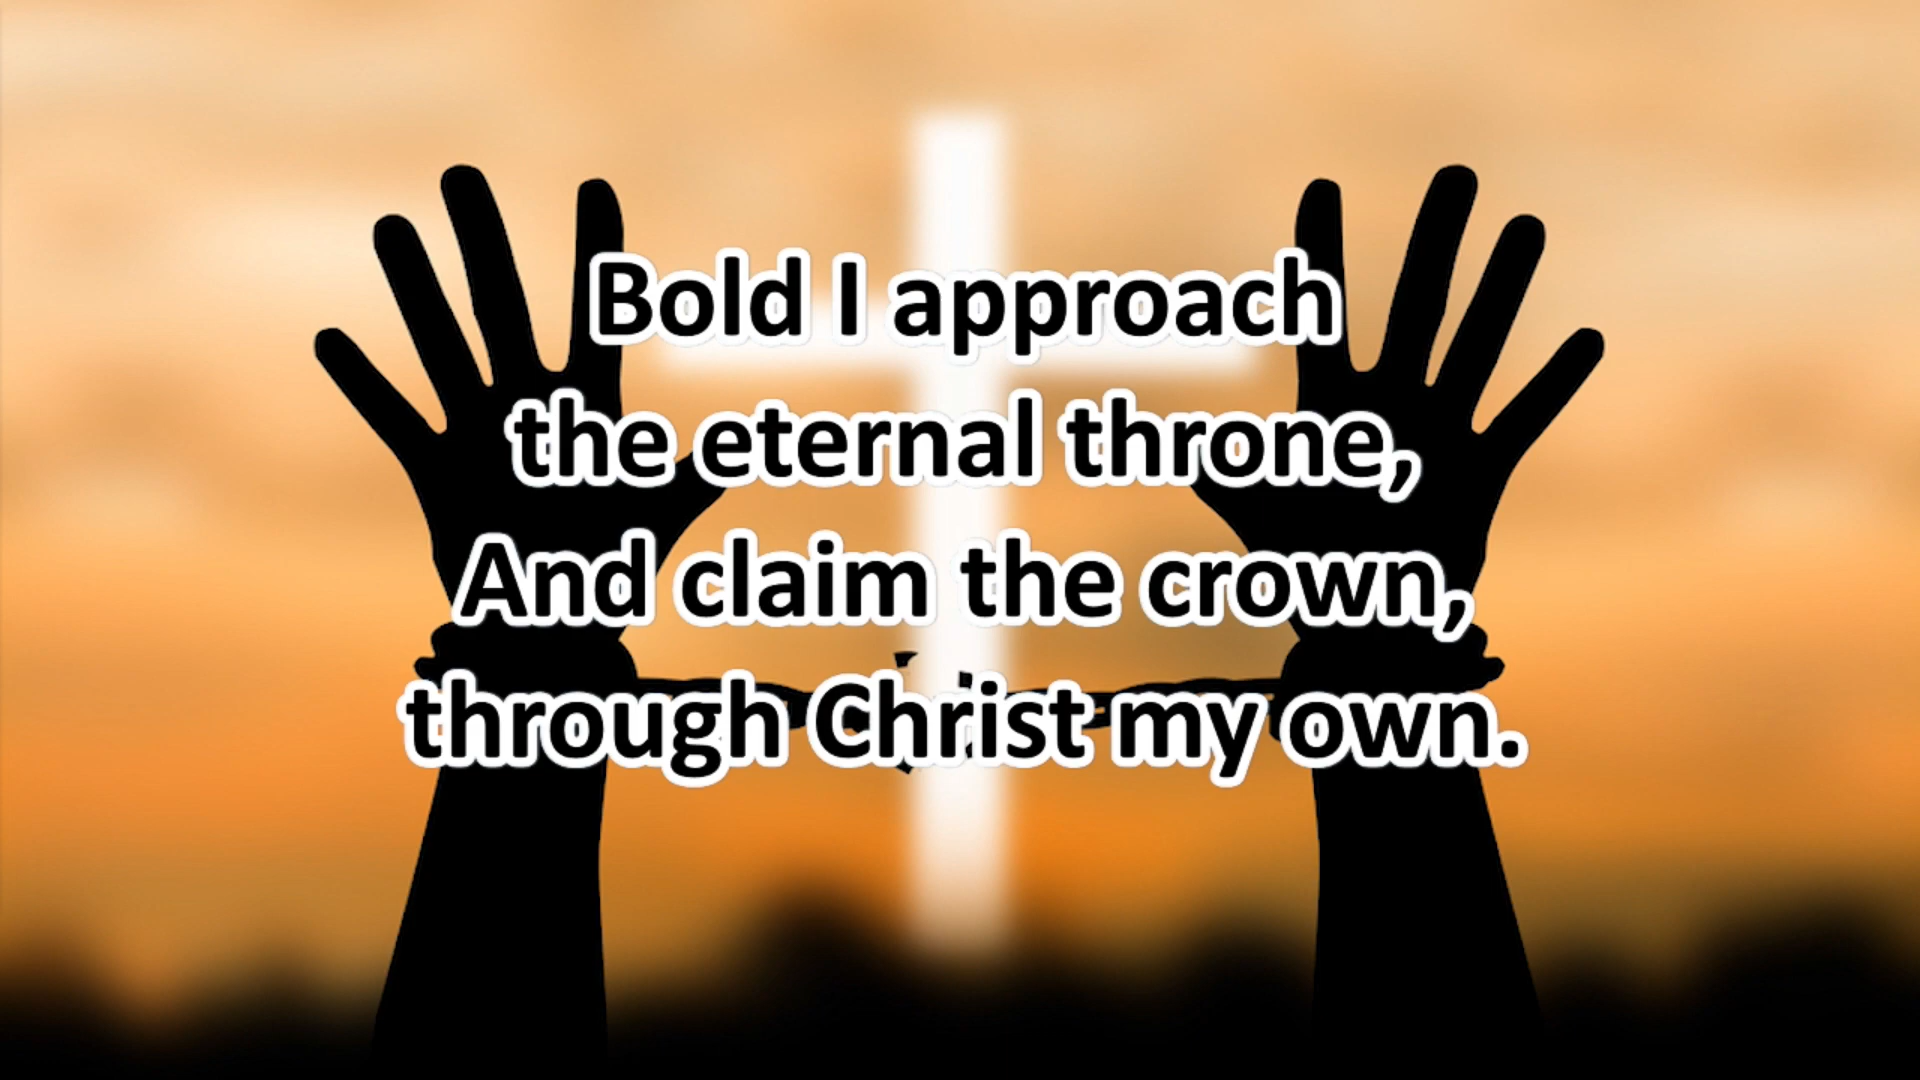 Bold I approach
the eternal throne,
And claim the crown,
through Christ my own.